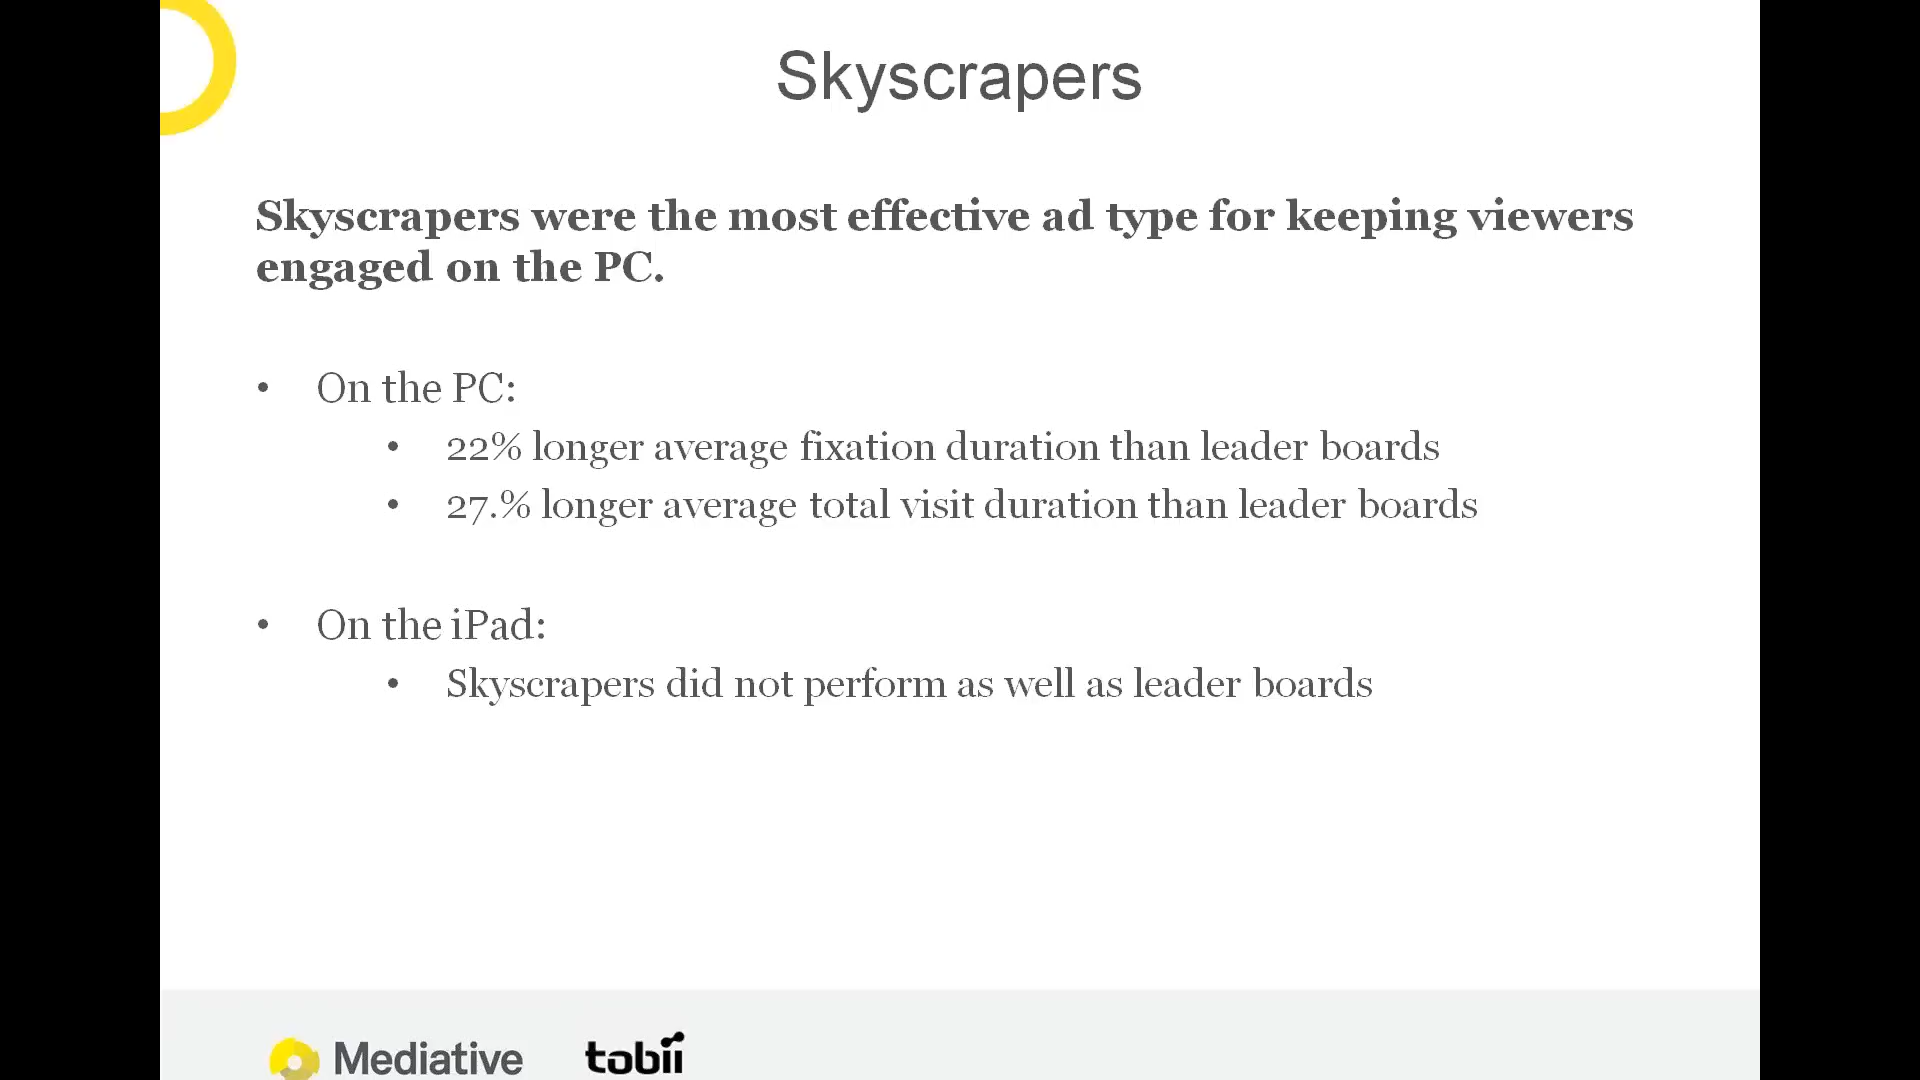 Skyscrapers
Skyscrapers were the most effective ad type for keeping viewers
engaged on the PC.
• On the PC:
• 22% longer average fixation duration than leader boards
• 27.% longer average total visit duration than leader boards
• On the iPad:
• Skyscrapers did not perform as well as leader boards
Mediative tobii